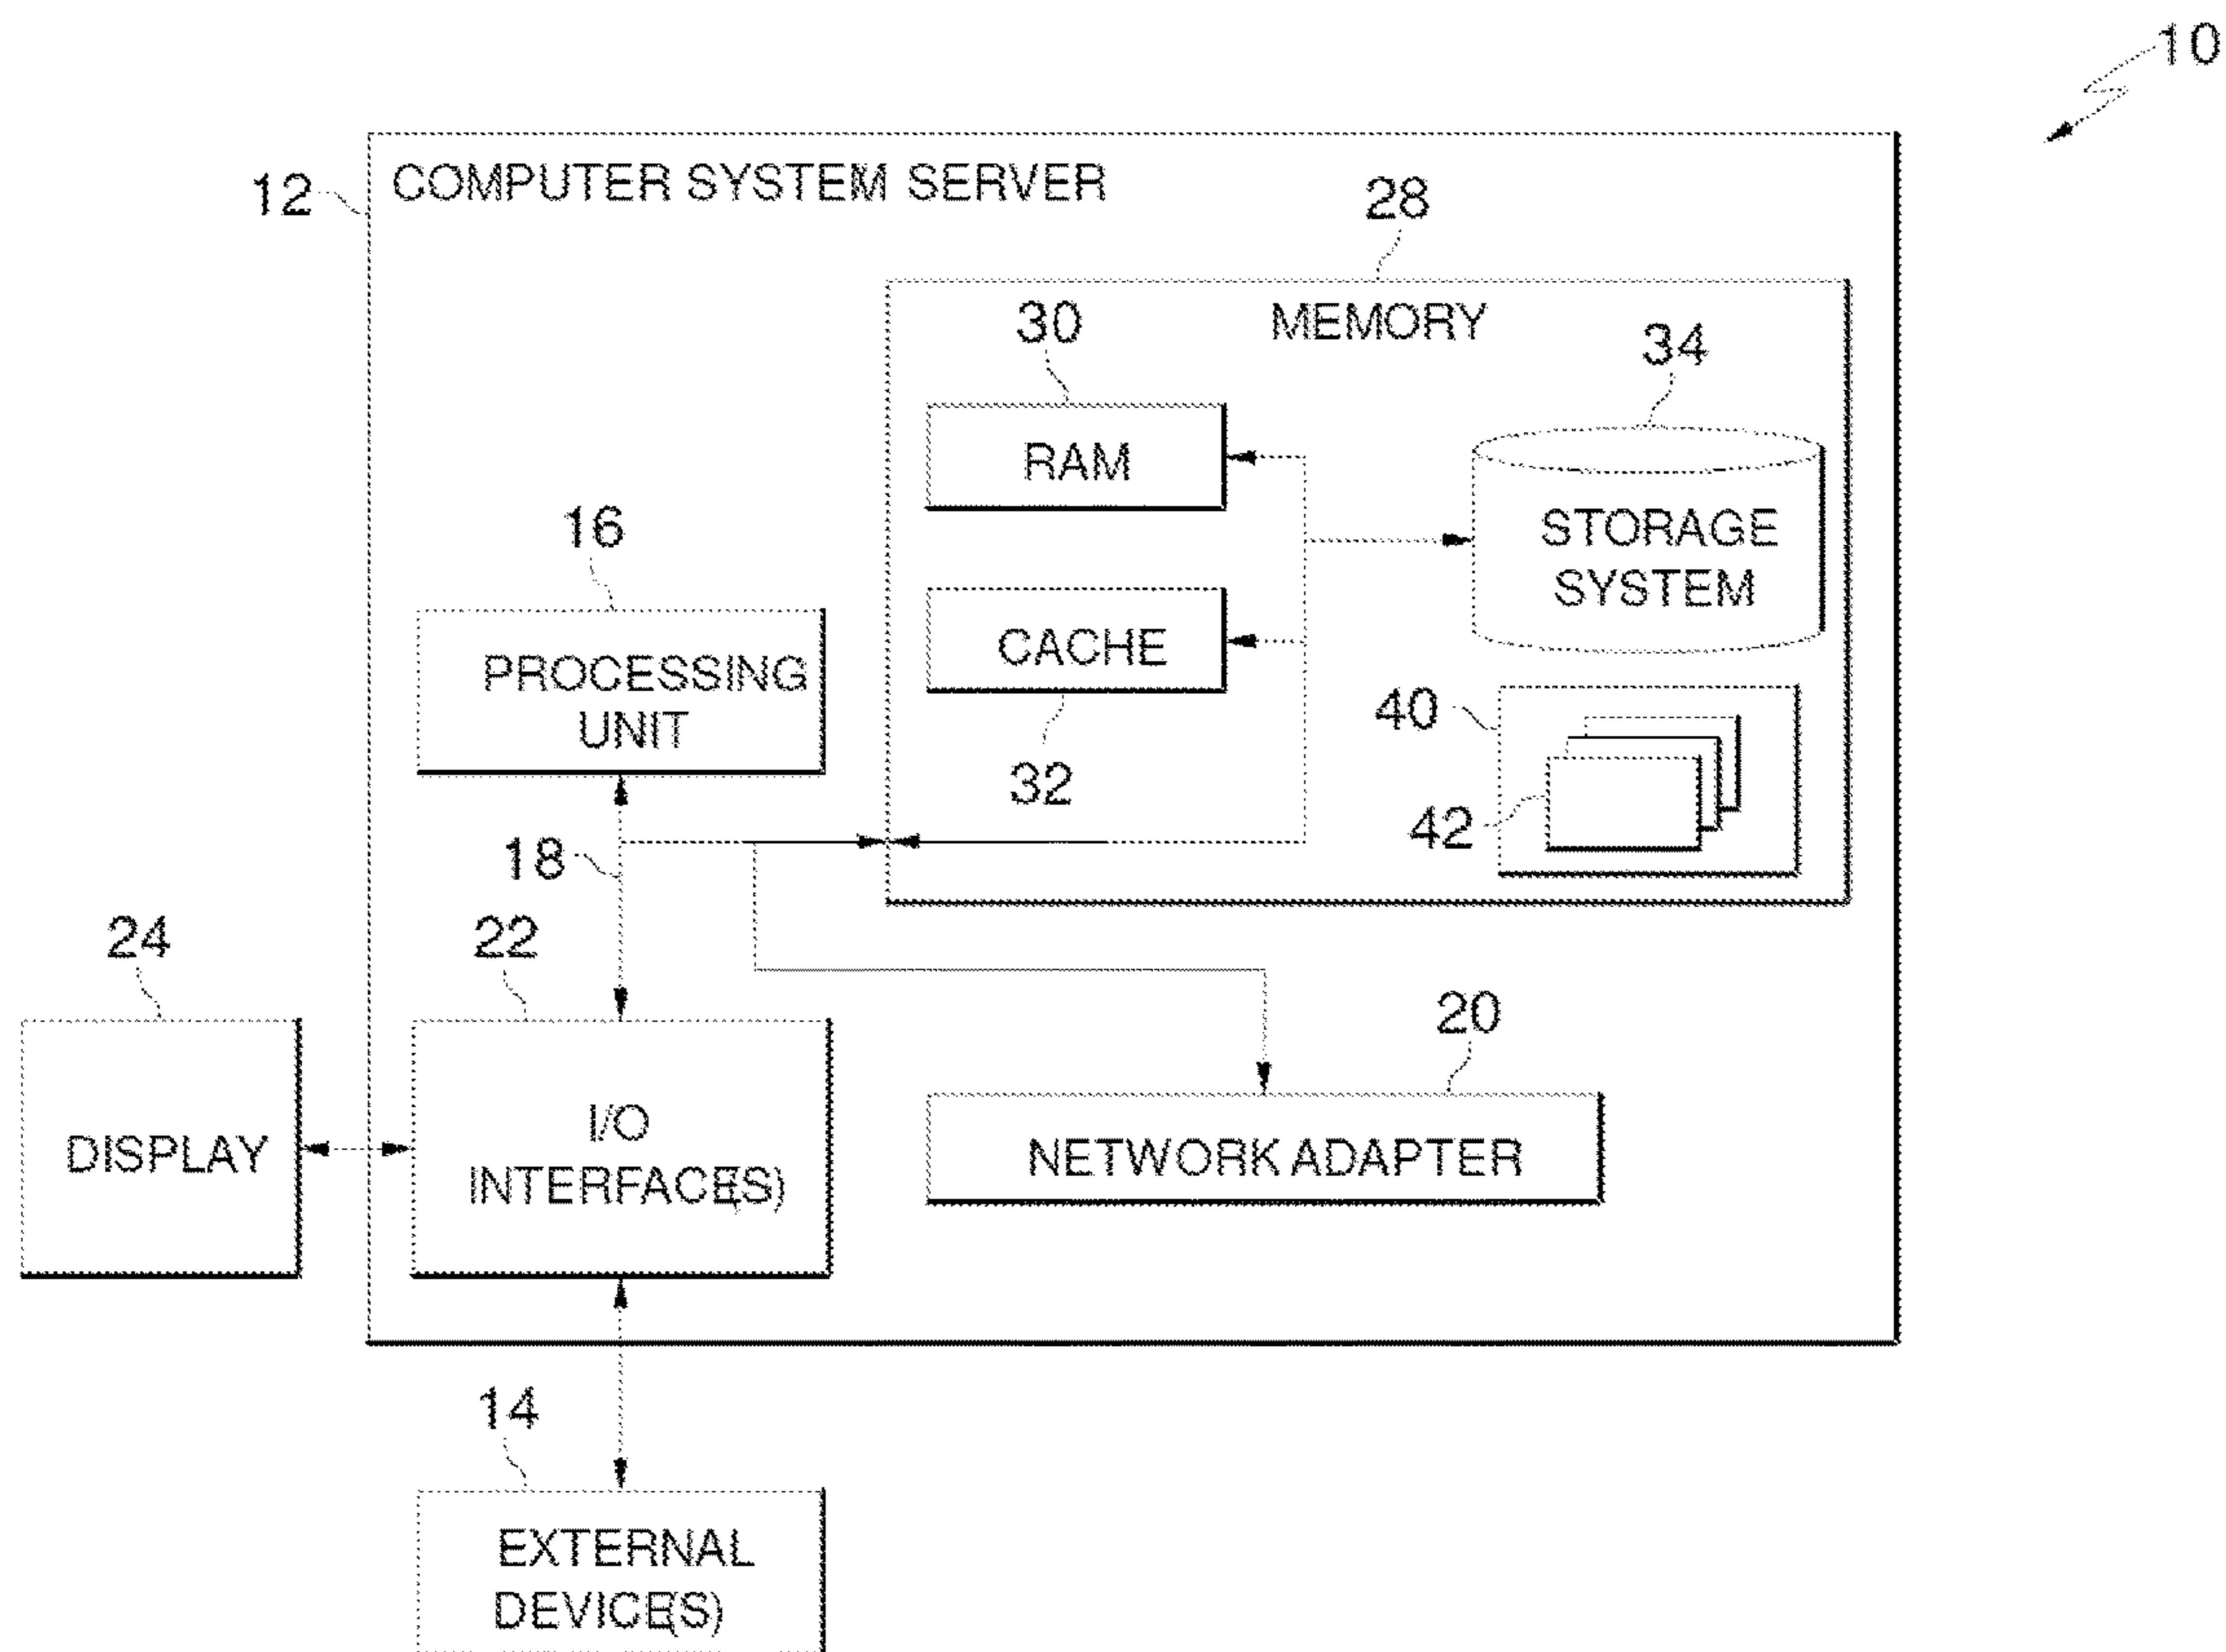 10
12
COMPUTER SYSTEM SERVER
28
MEMORY
30
34
RAM
STORAGE
SYSTEM
16
CACHE
PROCESSING
UNIT
40
32
42
18
24
22
20
I/O
INTERFACE(S)
DISPLAY
NETWORK ADAPTER
14
EXTERNAL
DEVICE(S)